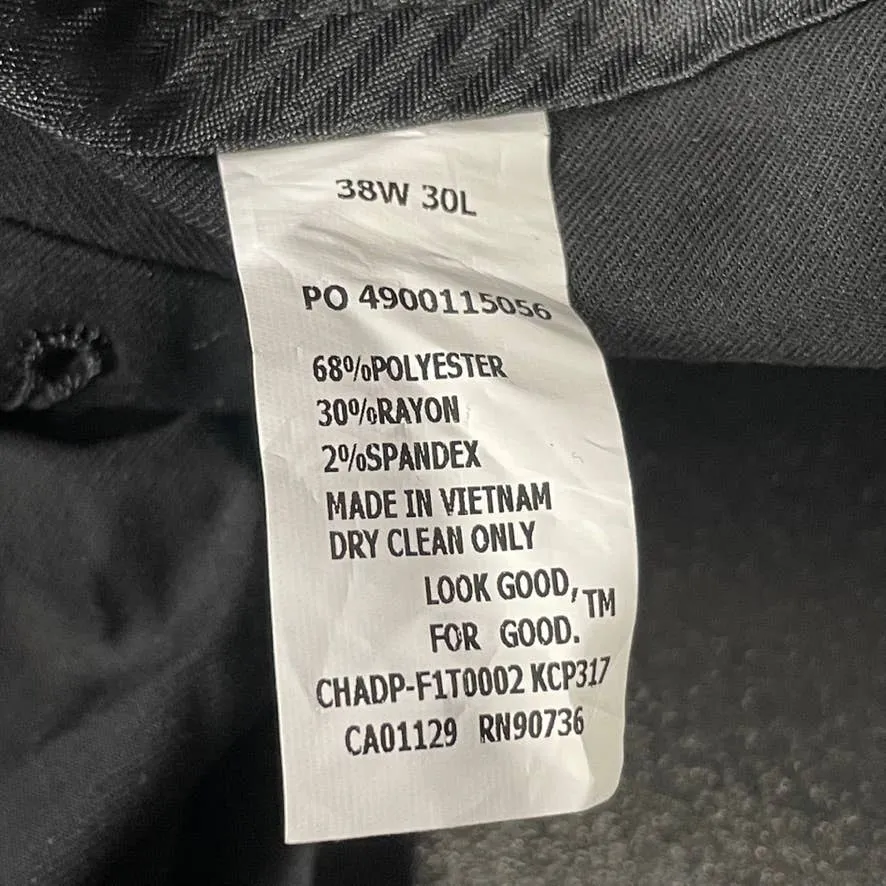 38W 30L
PO 4900115056
68%POLYESTER
30%RAYON
2%SPANDEX
MADE IN VIETNAM
DRY CLEAN ONLY
LOOK GOOD,
FOR GOOD.™
CHADP-F1T0002 KCP317
CA01129 RN90736